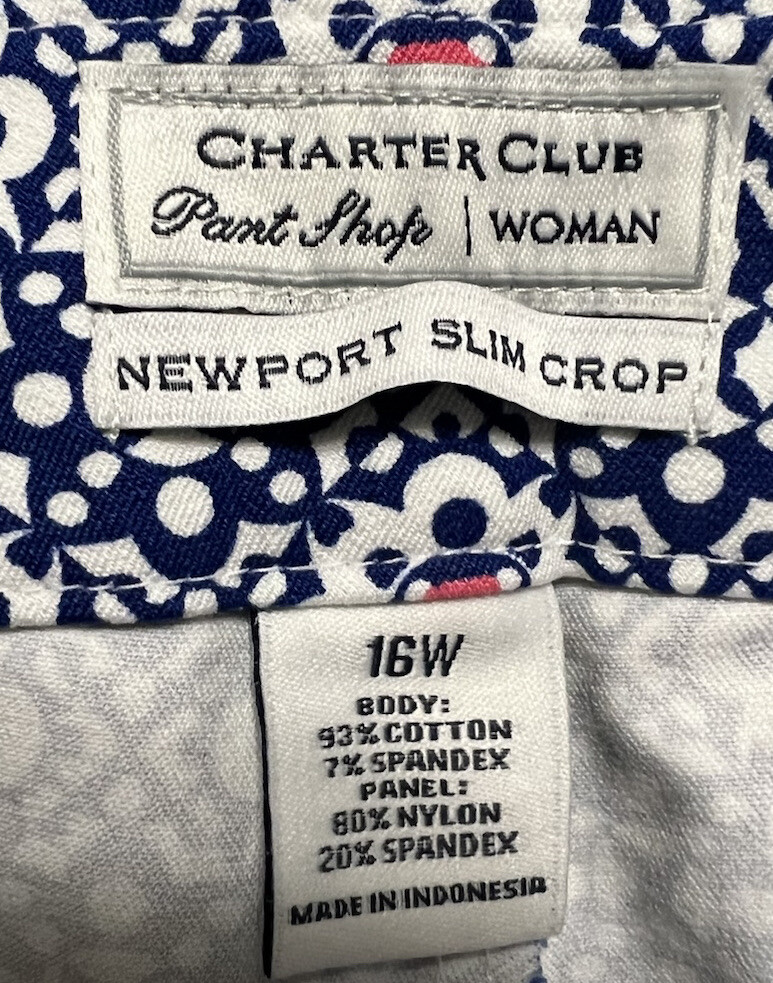 CHARTER CLUB
Pant Shop | WOMAN
NEWPORT SLIM CROP
16W
BODY:
93% COTTON
7% SPANDEX
PANEL:
80% NYLON
20% SPANDEX
MADE IN INDONESIA